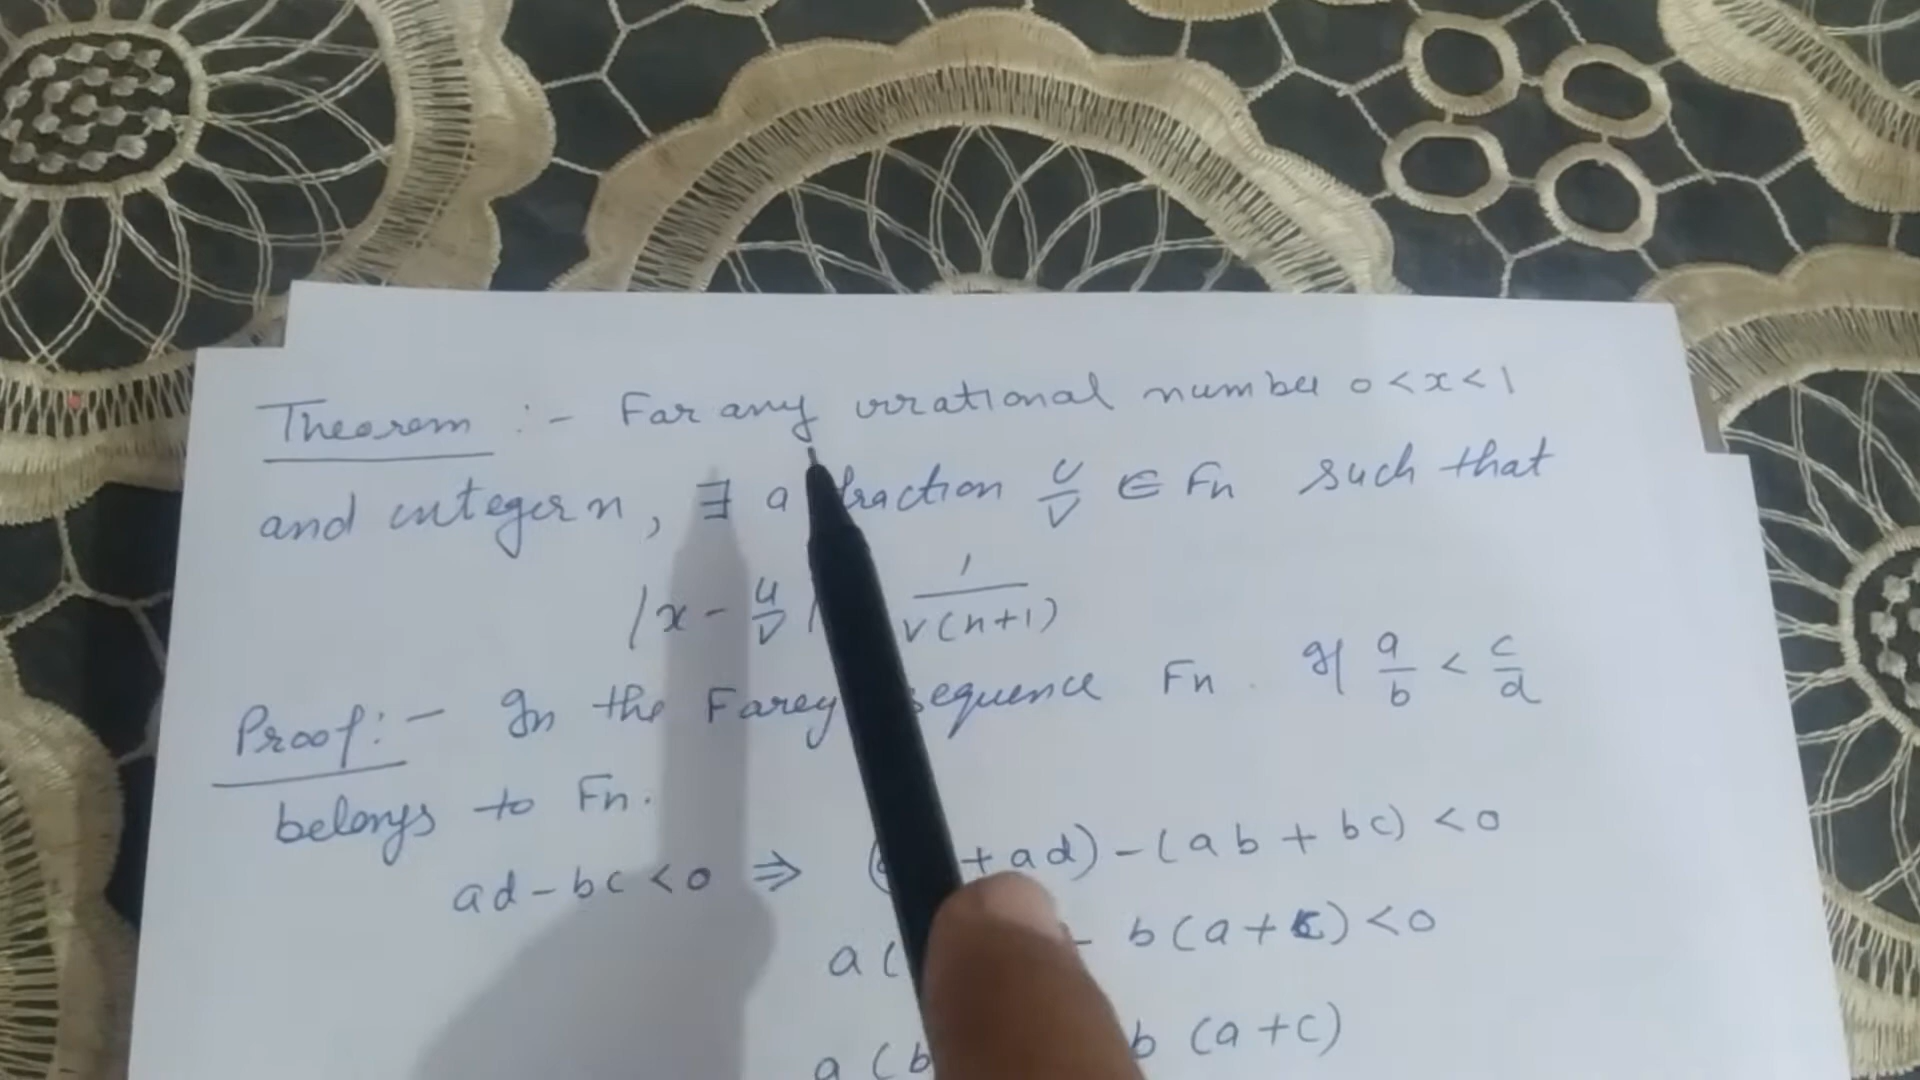 Theorem :- For any irrational number 0 < x < 1
and integer n, ∃ a fraction u/v ∈ Fn such that
|x - u/v| 1/v(n+1)
Proof :- In the Farey sequence Fn. If a/b < c/d
belongs to Fn.
ad - bc < 0 ⇒ ( + ad) - (ab + bc) < 0
a( - b(a+c) < 0
a(b b(a+c)